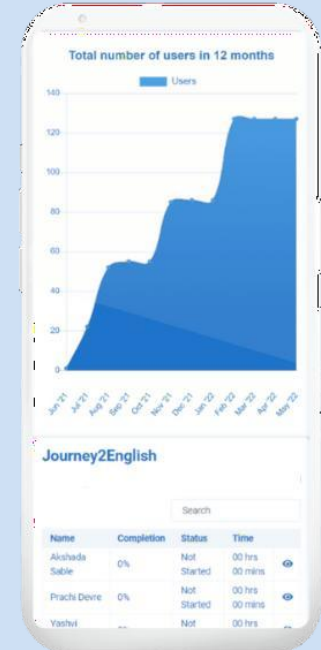 Total number of users in 12 months
Users
140
120
100
80
60
40
20
0
Jun '21 Jul '21 Aug '21 Sep '21 Oct '21 Nov '21 Dec '21 Jan '22 Feb '22 Mar '22 Apr '22 May '22
Journey2English
Search
Name Completion Status Time
Akshada Sable 0% Not Started 00 hrs 00 mins
Prachi Devre 0% Not Started 00 hrs 00 mins
Yashvi Not 00 hrs